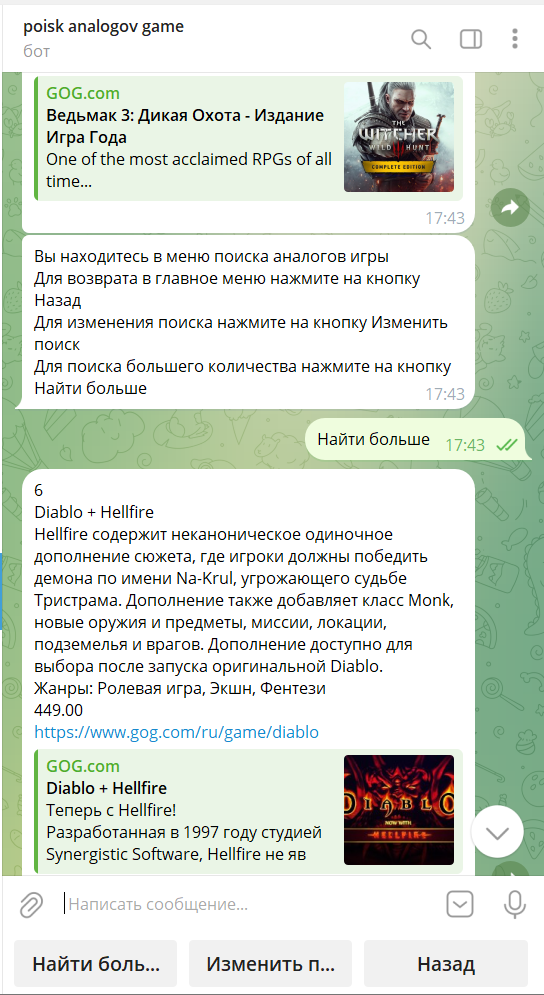 poisk analogov game
бот
GOG.com
Ведьмак 3: Дикая Охота - Издание
Игра Года
One of the most acclaimed RPGs of all
time...
THE
WITCHER
WILD HUNT
COMPLETE EDITION
17:43
Вы находитесь в меню поиска аналогов игры
Для возврата в главное меню нажмите на кнопку
Назад
Для изменения поиска нажмите на кнопку Изменить
поиск
Для поиска большего количества нажмите на кнопку
Найти больше
17:43
Найти больше 17:43
6
Diablo + Hellfire
Hellfire содержит неканоническое одиночное
дополнение сюжета, где игроки должны победить
демона по имени Na-Krul, угрожающего судьбе
Тристрама. Дополнение также добавляет класс Monk,
новые оружия и предметы, миссии, локации,
подземелья и врагов. Дополнение доступно для
выбора после запуска оригинальной Diablo.
Жанры: Ролевая игра, Экшн, Фентези
449.00
https://www.gog.com/ru/game/diablo
GOG.com
Diablo + Hellfire
Теперь с Hellfire!
Разработанная в 1997 году студией
Synergistic Software, Hellfire не яв
DIABLO
NOW WITH
HELLFIRE
Написать сообщение...
Найти боль...
Изменить п...
Назад